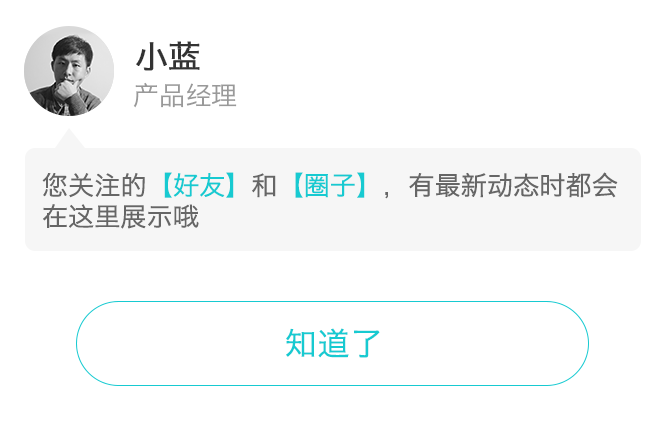 小蓝
产品经理
您关注的【好友】和【圈子】，有最新动态时都会
在这里展示哦
知道了